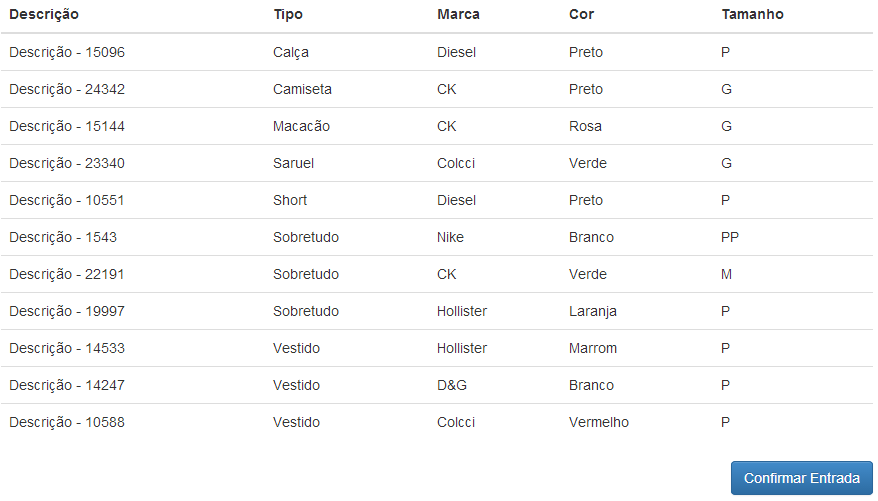 Descrição Tipo Marca Cor Tamanho
Descrição - 15096 Calça Diesel Preto P
Descrição - 24342 Camiseta CK Preto G
Descrição - 15144 Macacão CK Rosa G
Descrição - 23340 Saruel Colcci Verde G
Descrição - 10551 Short Diesel Preto P
Descrição - 1543 Sobretudo Nike Branco PP
Descrição - 22191 Sobretudo CK Verde M
Descrição - 19997 Sobretudo Hollister Laranja P
Descrição - 14533 Vestido Hollister Marrom P
Descrição - 14247 Vestido D&G Branco P
Descrição - 10588 Vestido Colcci Vermelho P
Confirmar Entrada